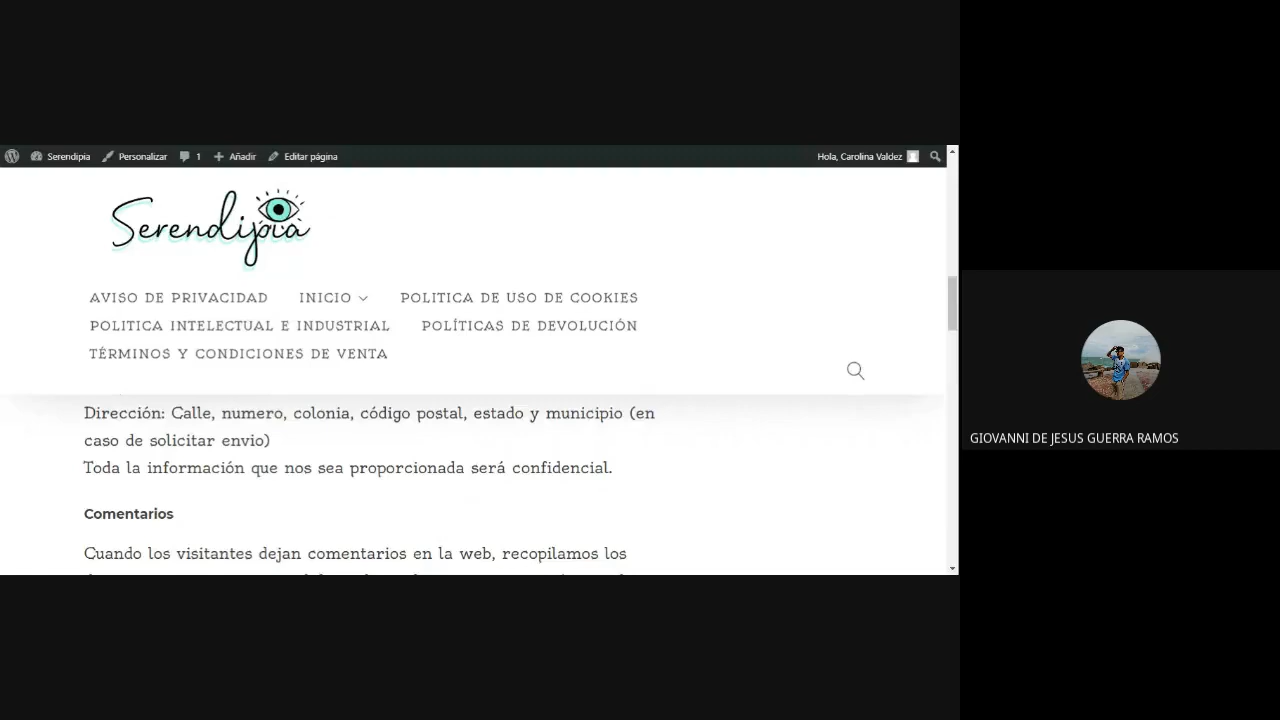 Serendipia
Personalizar
1
Añadir
Editar página
Hola, Carolina Valdez
Serendipia
AVISO DE PRIVACIDAD
INICIO
POLITICA DE USO DE COOKIES
POLITICA INTELECTUAL E INDUSTRIAL
POLÍTICAS DE DEVOLUCIÓN
TÉRMINOS Y CONDICIONES DE VENTA
Dirección: Calle, numero, colonia, código postal, estado y municipio (en
caso de solicitar envio)
Toda la información que nos sea proporcionada será confidencial.
Comentarios
Cuando los visitantes dejan comentarios en la web, recopilamos los
GIOVANNI DE JESUS GUERRA RAMOS